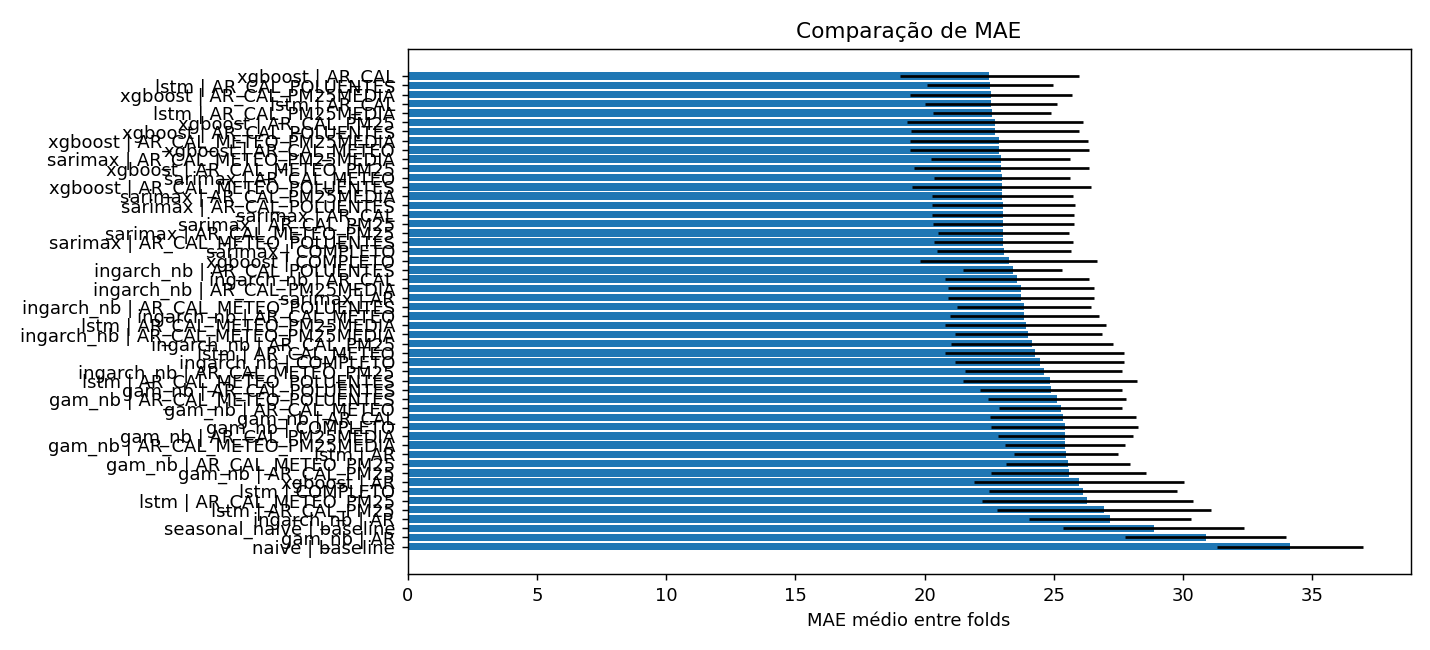 Comparação de MAE
xgboost | AR_CAL
lstm | AR_CAL_POLUENTES
xgboost | AR_CAL_PM25MEDIA
lstm | AR_CAL
lstm | AR_CAL_PM25MEDIA
xgboost | AR_CAL_PM25
xgboost | AR_CAL_POLUENTES
xgboost | AR_CAL_METEO_PM25MEDIA
xgboost | AR_CAL_METEO
sarimax | AR_CAL_METEO_PM25MEDIA
xgboost | AR_CAL_METEO_PM25
sarimax | AR_CAL_METEO
xgboost | AR_CAL_METEO_POLUENTES
sarimax | AR_CAL_PM25MEDIA
sarimax | AR_CAL_POLUENTES
sarimax | AR_CAL
sarimax | AR_CAL_PM25
sarimax | AR_CAL_METEO_PM25
sarimax | AR_CAL_METEO_POLUENTES
sarimax | COMPLETO
xgboost | COMPLETO
ingarch_nb | AR_CAL_POLUENTES
ingarch_nb | AR_CAL
ingarch_nb | AR_CAL_PM25MEDIA
sarimax | AR
ingarch_nb | AR_CAL_METEO_POLUENTES
ingarch_nb | AR_CAL_METEO
lstm | AR_CAL_METEO_PM25MEDIA
ingarch_nb | AR_CAL_METEO_PM25MEDIA
ingarch_nb | AR_CAL_PM25
lstm | AR_CAL_METEO
ingarch_nb | COMPLETO
ingarch_nb | AR_CAL_METEO_PM25
lstm | AR_CAL_METEO_POLUENTES
gam_nb | AR_CAL_POLUENTES
gam_nb | AR_CAL_METEO_POLUENTES
gam_nb | AR_CAL_METEO
gam_nb | AR_CAL
gam_nb | COMPLETO
gam_nb | AR_CAL_PM25MEDIA
gam_nb | AR_CAL_METEO_PM25MEDIA
lstm | AR
gam_nb | AR_CAL_METEO_PM25
gam_nb | AR_CAL_PM25
xgboost | AR
lstm | COMPLETO
lstm | AR_CAL_METEO_PM25
lstm | AR_CAL_PM25
ingarch_nb | AR
seasonal_naive | baseline
gam_nb | AR
naive | baseline
0 5 10 15 20 25 30 35
MAE médio entre folds